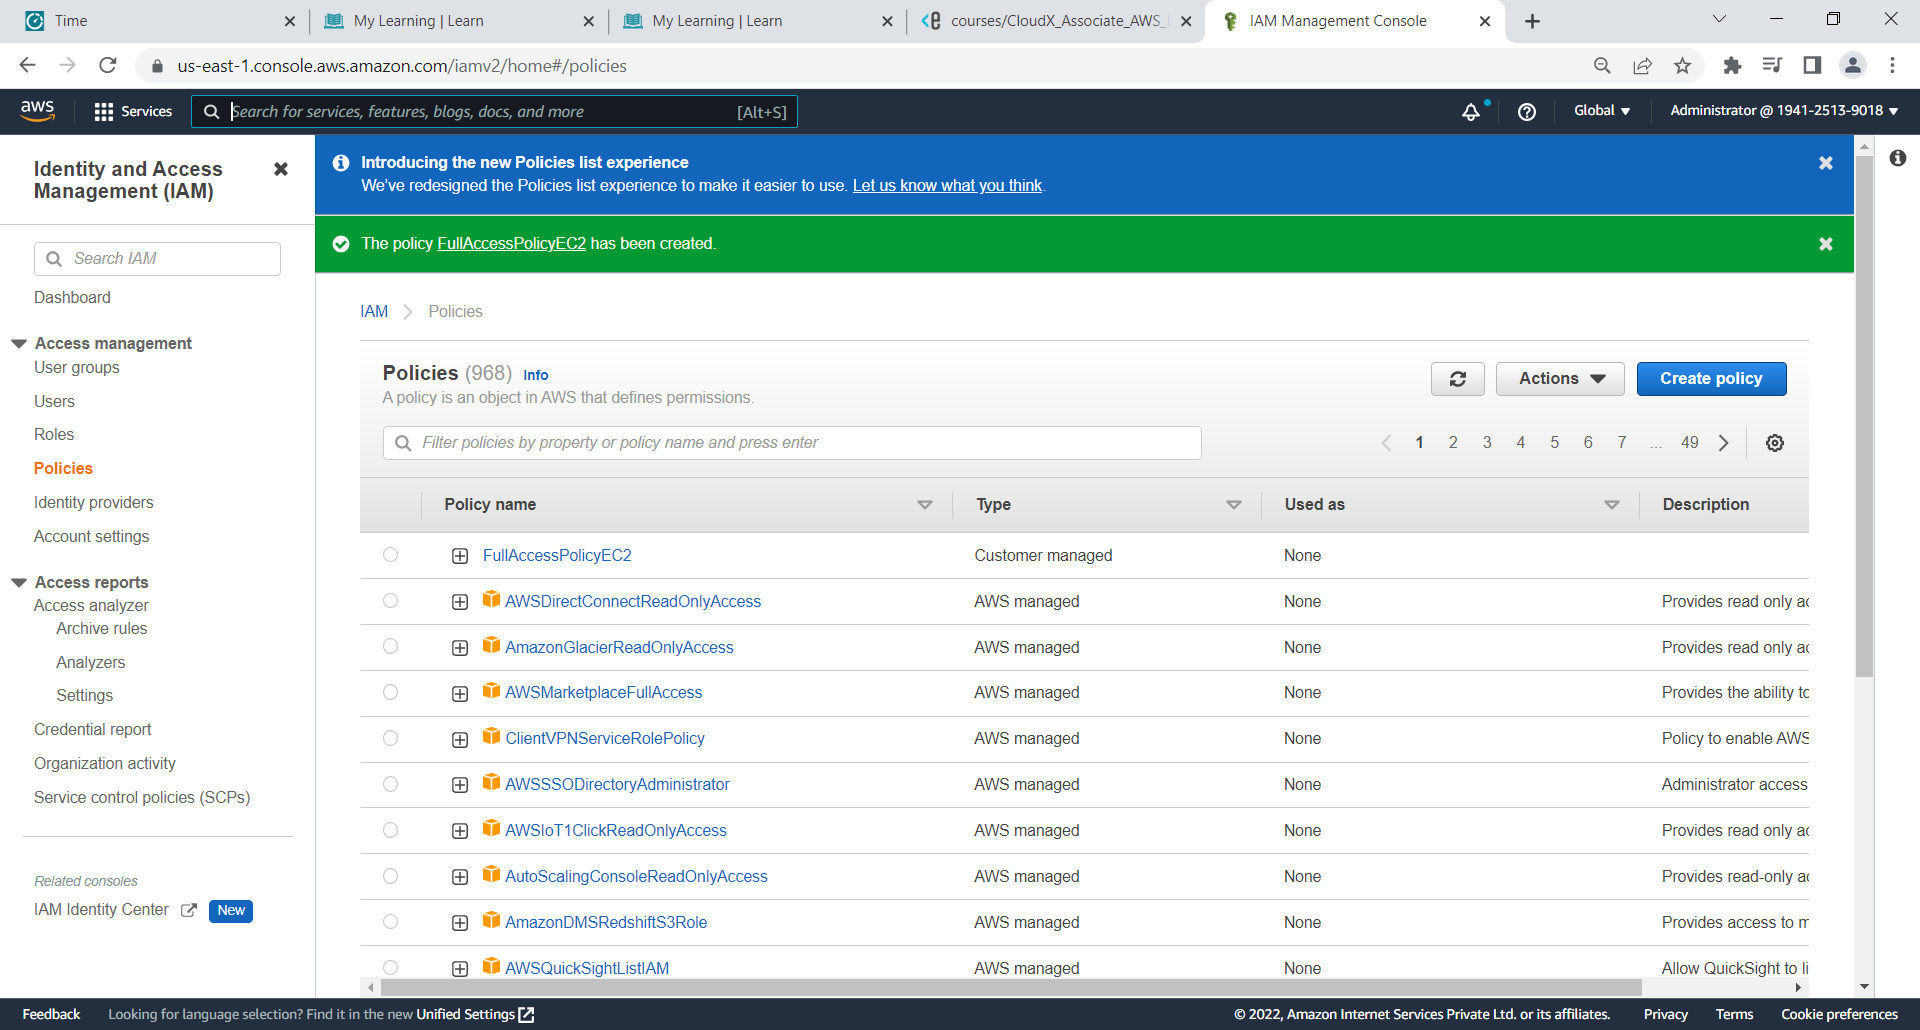 Time
My Learning | Learn
My Learning | Learn
courses/CloudX_Associate_AWS_
IAM Management Console
us-east-1.console.aws.amazon.com/iamv2/home#/policies
aws
Services
Search for services, features, blogs, docs, and more
[Alt+S]
Global
Administrator @ 1941-2513-9018
Identity and Access
Management (IAM)
Search IAM
Dashboard
Access management
User groups
Users
Roles
Policies
Identity providers
Account settings
Access reports
Access analyzer
Archive rules
Analyzers
Settings
Credential report
Organization activity
Service control policies (SCPs)
Related consoles
IAM Identity Center New
Introducing the new Policies list experience
We've redesigned the Policies list experience to make it easier to use. Let us know what you think.
The policy FullAccessPolicyEC2 has been created.
IAM Policies
Policies (968) Info
A policy is an object in AWS that defines permissions.
Actions
Create policy
Filter policies by property or policy name and press enter
1 2 3 4 5 6 7 ... 49
Policy name Type Used as Description
FullAccessPolicyEC2 Customer managed None
AWSDirectConnectReadOnlyAccess AWS managed None Provides read only ac
AmazonGlacierReadOnlyAccess AWS managed None Provides read only ac
AWSMarketplaceFullAccess AWS managed None Provides the ability to
ClientVPNServiceRolePolicy AWS managed None Policy to enable AWS
AWSSSODirectoryAdministrator AWS managed None Administrator access
AWSIoT1ClickReadOnlyAccess AWS managed None Provides read only ac
AutoScalingConsoleReadOnlyAccess AWS managed None Provides read-only ac
AmazonDMSRedshiftS3Role AWS managed None Provides access to m
AWSQuickSightListIAM AWS managed None Allow QuickSight to li
Feedback
Looking for language selection? Find it in the new Unified Settings
© 2022, Amazon Internet Services Private Ltd. or its affiliates.
Privacy
Terms
Cookie preferences